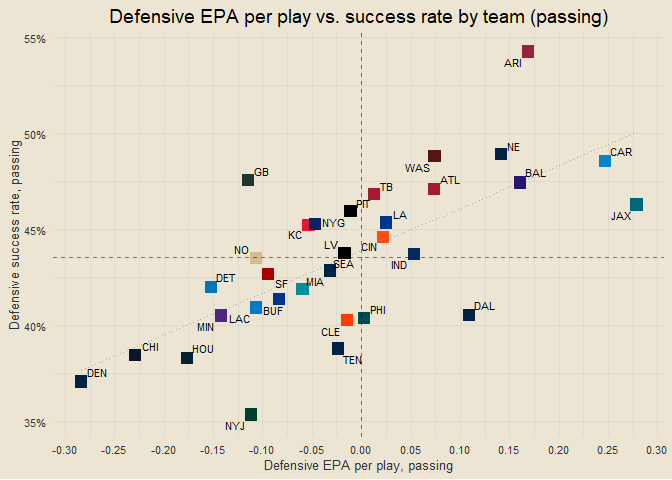 Defensive EPA per play vs. success rate by team (passing)
55%
ARI
50%
NE
CAR
WAS
BAL
GB
ATL
TB
PIT
JAX
LA
NYG
KC
45%
CIN
LV
NO
IND
SEA
DET
SF
MIA
DAL
BUF
LAC
MIN
PHI
CLE
40%
CHI
HOU
TEN
DEN
NYJ
35%
Defensive success rate, passing
-0.30 -0.25 -0.20 -0.15 -0.10 -0.05 0.00 0.05 0.10 0.15 0.20 0.25 0.30
Defensive EPA per play, passing